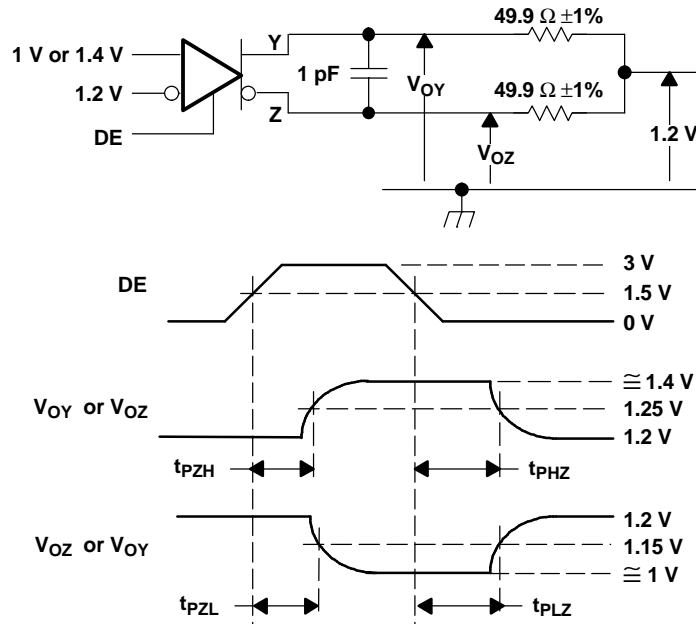 49.9 Ω ±1%
Y
1 V or 1.4 V
1 pF
VOY
1.2 V
49.9 Ω ±1%
Z
DE
VOZ
1.2 V
3 V
DE
1.5 V
0 V
≅ 1.4 V
VOY or VOZ
1.25 V
1.2 V
tPZH
tPHZ
1.2 V
VOZ or VOY
1.15 V
≅ 1 V
tPZL
tPLZ